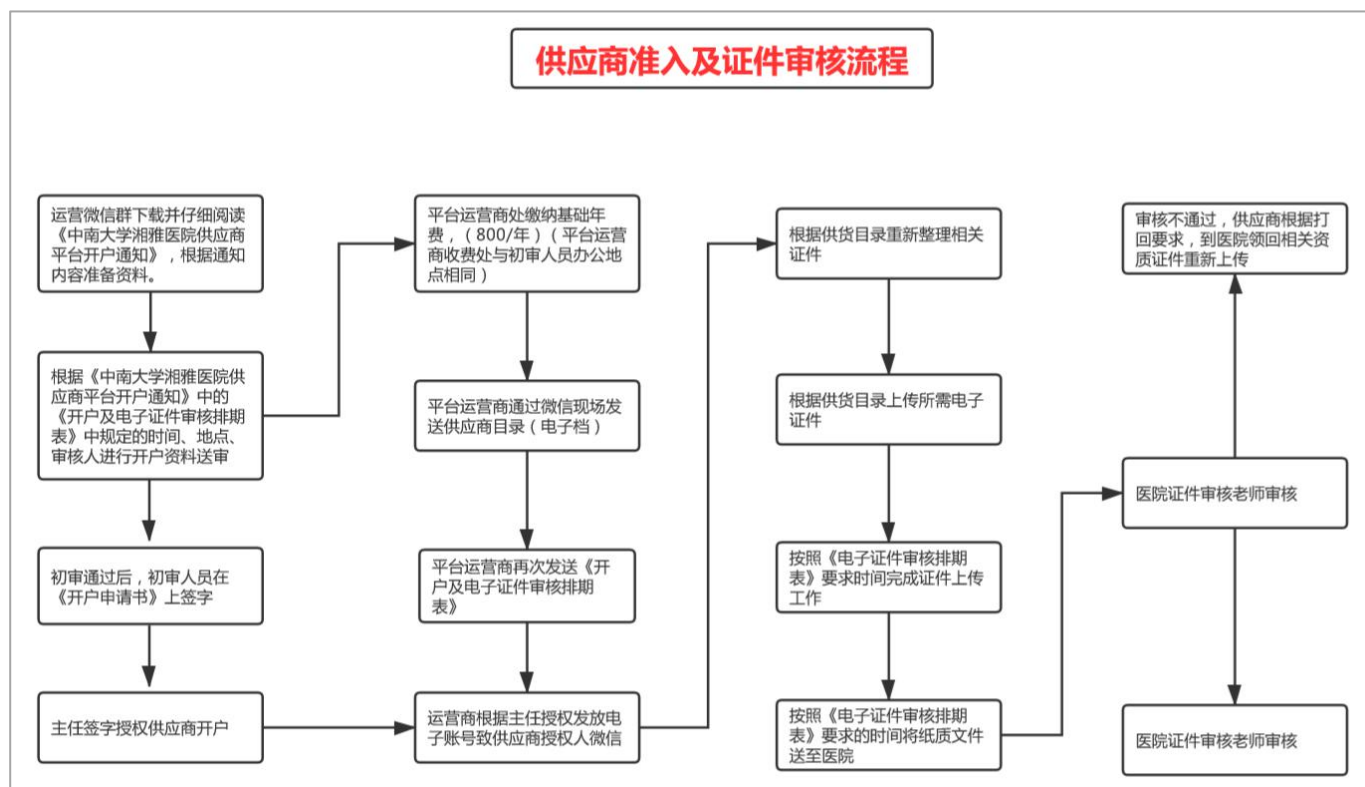 供应商准入及证件审核流程
运营微信群下载并仔细阅读
《中南大学湘雅医院供应商
平台开户通知》，根据通知
内容准备资料。
根据《中南大学湘雅医院供
应商平台开户通知》中的
《开户及电子证件审核排期
表》中规定的时间、地点、
审核人进行开户资料送审
初审通过后，初审人员在
《开户申请书》上签字
主任签字授权供应商开户
平台运营商处缴纳基础年
费，（800/年）（平台运营
商收费处与初审人员办公地
点相同）
平台运营商通过微信现场发
送供应商目录（电子档）
平台运营商再次发送《开
户及电子证件审核排期
表》
运营商根据主任授权发放电
子账号致供应商授权人微信
根据供货目录重新整理相关
证件
根据供货目录上传所需电子
证件
按照《电子证件审核排期
表》要求时间完成证件上传
工作
按照《电子证件审核排期
表》要求的时间将纸质文件
送至医院
审核不通过，供应商根据打
回要求，到医院领回相关资
质证件重新上传
医院证件审核老师审核
医院证件审核老师审核